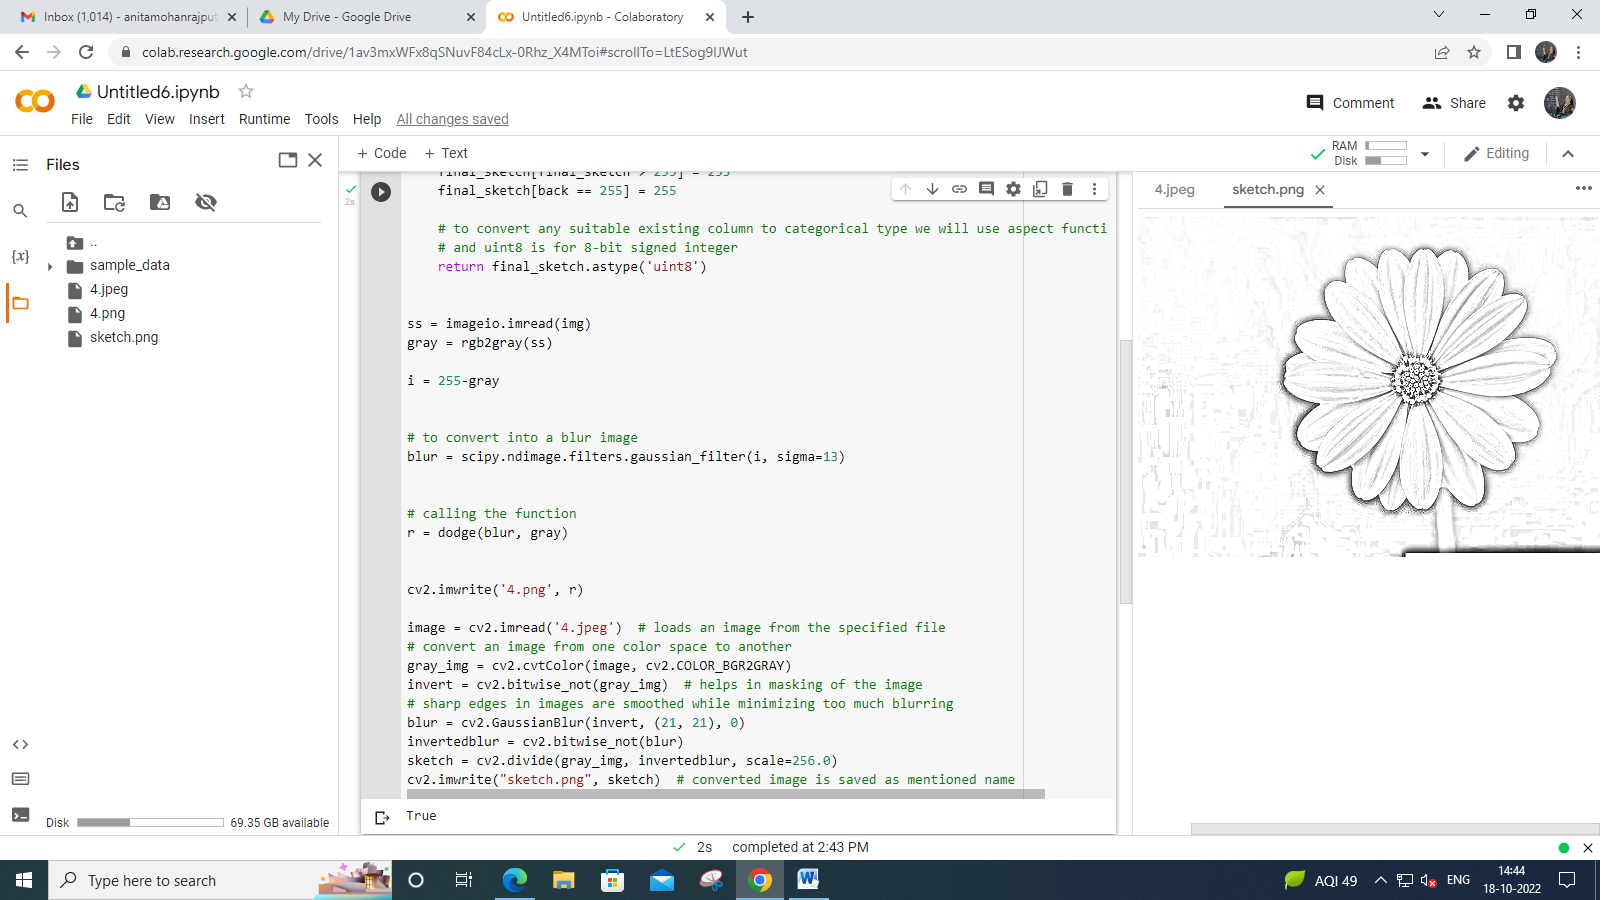 Inbox (1,014) - anitamohanrajput
My Drive - Google Drive
Untitled6.ipynb - Colaboratory
colab.research.google.com/drive/1av3mxWFx8qSNuvF84cLx-0Rhz_X4MToi#scrollTo=LtESog9IJWut
Untitled6.ipynb
File Edit View Insert Runtime Tools Help All changes saved
Comment Share
Files
+ Code + Text
RAM
Disk
Editing
..
sample_data
4.jpeg
4.png
sketch.png
Disk 69.35 GB available
2s
final_sketch[final_sketch > 255] = 255
final_sketch[back == 255] = 255
# to convert any suitable existing column to categorical type we will use aspect functi
# and uint8 is for 8-bit signed integer
return final_sketch.astype('uint8')
ss = imageio.imread(img)
gray = rgb2gray(ss)
i = 255-gray
# to convert into a blur image
blur = scipy.ndimage.filters.gaussian_filter(i, sigma=13)
# calling the function
r = dodge(blur, gray)
cv2.imwrite('4.png', r)
image = cv2.imread('4.jpeg')  # loads an image from the specified file
# convert an image from one color space to another
gray_img = cv2.cvtColor(image, cv2.COLOR_BGR2GRAY)
invert = cv2.bitwise_not(gray_img)  # helps in masking of the image
# sharp edges in images are smoothed while minimizing too much blurring
blur = cv2.GaussianBlur(invert, (21, 21), 0)
invertedblur = cv2.bitwise_not(blur)
sketch = cv2.divide(gray_img, invertedblur, scale=256.0)
cv2.imwrite("sketch.png", sketch)  # converted image is saved as mentioned name
True
4.jpeg sketch.png
2s completed at 2:43 PM
Type here to search
AQI 49
ENG
14:44
18-10-2022